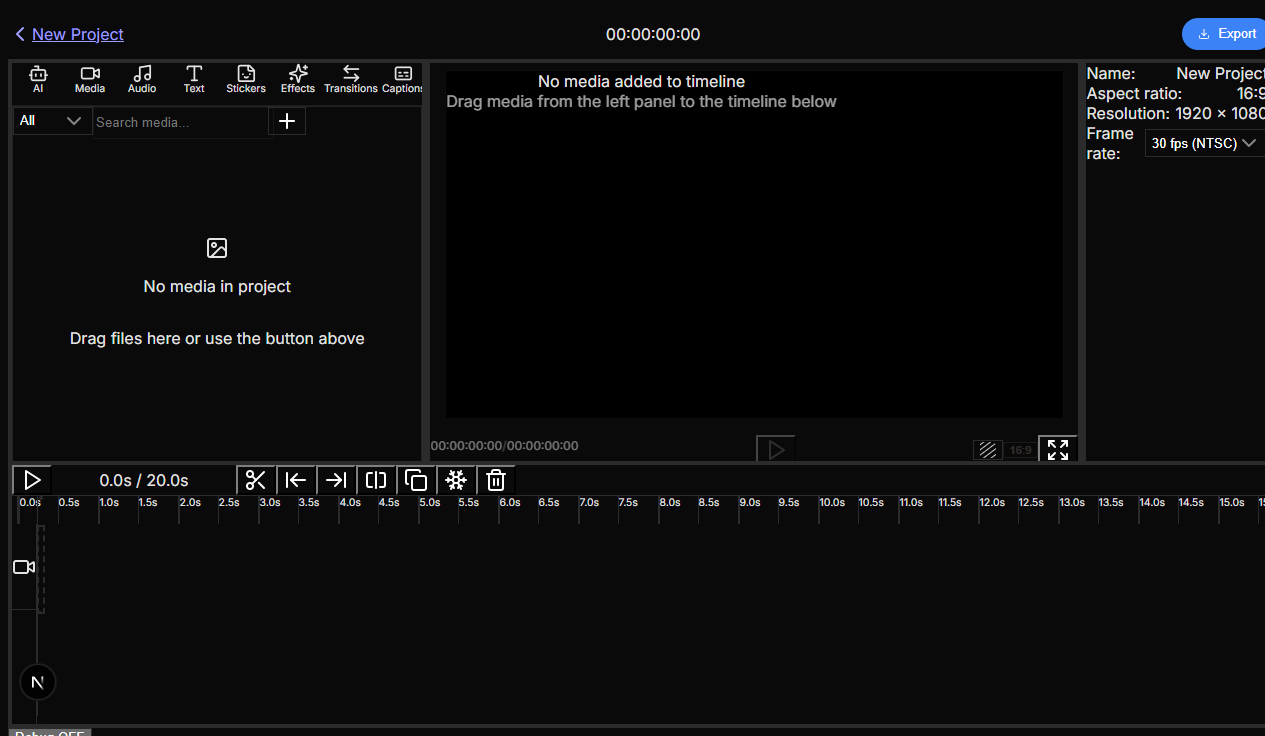 New Project
00:00:00:00
Export
AI
Media
Audio
Text
Stickers
Effects
Transitions
Captions
All
Search media...
No media in project
Drag files here or use the button above
No media added to timeline
Drag media from the left panel to the timeline below
00:00:00:00/00:00:00:00
16:9
Name: New Project
Aspect ratio: 16:9
Resolution: 1920 × 1080
Frame
rate:
30 fps (NTSC)
0.0s / 20.0s
0.0s 0.5s 1.0s 1.5s 2.0s 2.5s 3.0s 3.5s 4.0s 4.5s 5.0s 5.5s 6.0s 6.5s 7.0s 7.5s 8.0s 8.5s 9.0s 9.5s 10.0s 10.5s 11.0s 11.5s 12.0s 12.5s 13.0s 13.5s 14.0s 14.5s 15.0s
N
Debug OFF